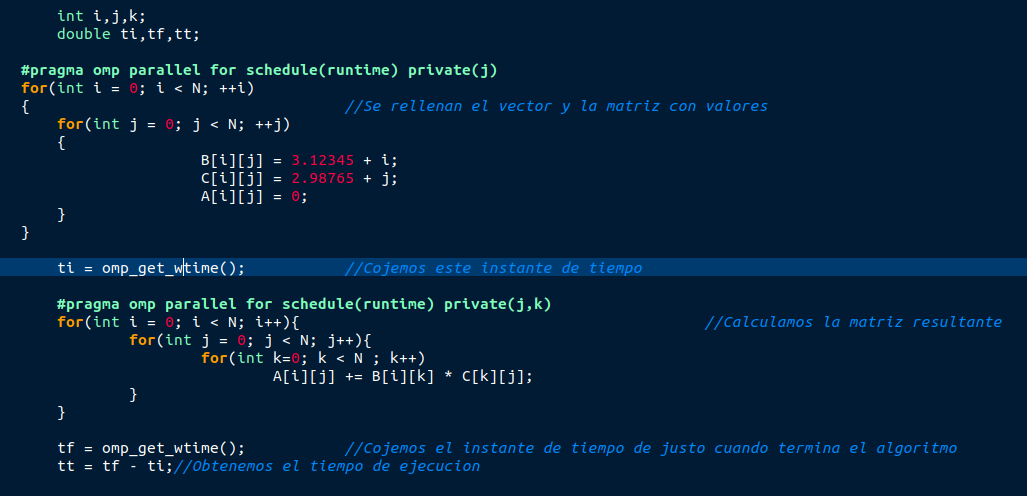 int i,j,k;
double ti,tf,tt;
#pragma omp parallel for schedule(runtime) private(j)
for(int i = 0; i < N; ++i)
{ //Se rellenan el vector y la matriz con valores
for(int j = 0; j < N; ++j)
{
B[i][j] = 3.12345 + i;
C[i][j] = 2.98765 + j;
A[i][j] = 0;
}
}
ti = omp_get_wtime(); //Cojemos este instante de tiempo
#pragma omp parallel for schedule(runtime) private(j,k)
for(int i = 0; i < N; i++){ //Calculamos la matriz resultante
for(int j = 0; j < N; j++){
for(int k=0; k < N ; k++)
A[i][j] += B[i][k] * C[k][j];
}
}
tf = omp_get_wtime(); //Cojemos el instante de tiempo de justo cuando termina el algoritmo
tt = tf - ti;//Obtenemos el tiempo de ejecucion